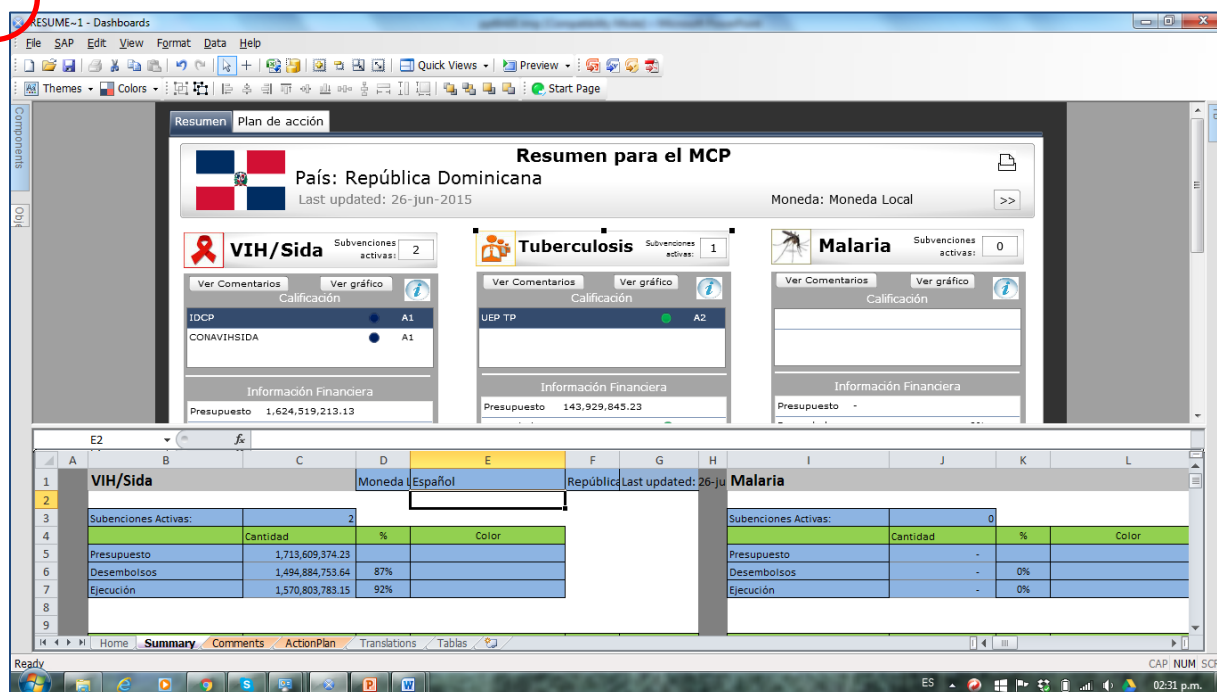 RESUME~1 - Dashboards
File SAP Edit View Format Data Help
Quick Views Preview
Themes Colors Start Page
Components
Resumen Plan de acción
Resumen para el MCP
País: República Dominicana
Last updated: 26-jun-2015
Moneda: Moneda Local >>
VIH/Sida Subvenciones activas: 2
Ver Comentarios Ver gráfico
Calificación
IDCP A1
CONAVIHSIDA A1
Información Financiera
Presupuesto 1,624,519,213.13
Tuberculosis Subvenciones activas: 1
Ver Comentarios Ver gráfico
Calificación
UEP TP A2
Información Financiera
Presupuesto 143,929,845.23
Malaria Subvenciones activas: 0
Ver Comentarios Ver gráfico
Calificación
Información Financiera
Presupuesto -
E2 fx
A B C D E F G H I J K L
1 VIH/Sida Moneda L Español República Last updated: 26-ju Malaria
2
3 Subenciones Activas: 2 Subenciones Activas: 0
4 Cantidad % Color Cantidad % Color
5 Presupuesto 1,713,609,374.23 Presupuesto -
6 Desembolsos 1,494,884,753.64 87% Desembolsos - 0%
7 Ejecución 1,570,803,783.15 92% Ejecución - 0%
8
9
Home Summary Comments ActionPlan Translations Tablas
Ready CAP NUM SCR
ES 02:31 p.m.